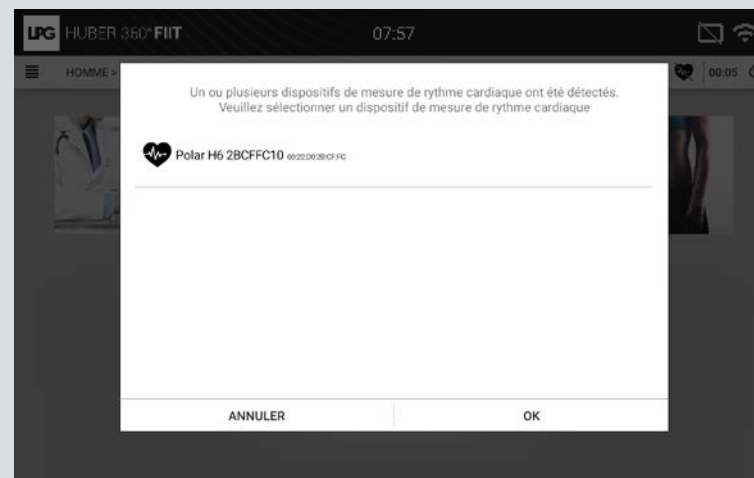 LPG HUBER 360° FIIT 07:57
HOMME > 00:05
Un ou plusieurs dispositifs de mesure de rythme cardiaque ont été détectés.
Veuillez sélectionner un dispositif de mesure de rythme cardiaque
Polar H6 2BCFFC10
ANNULER OK